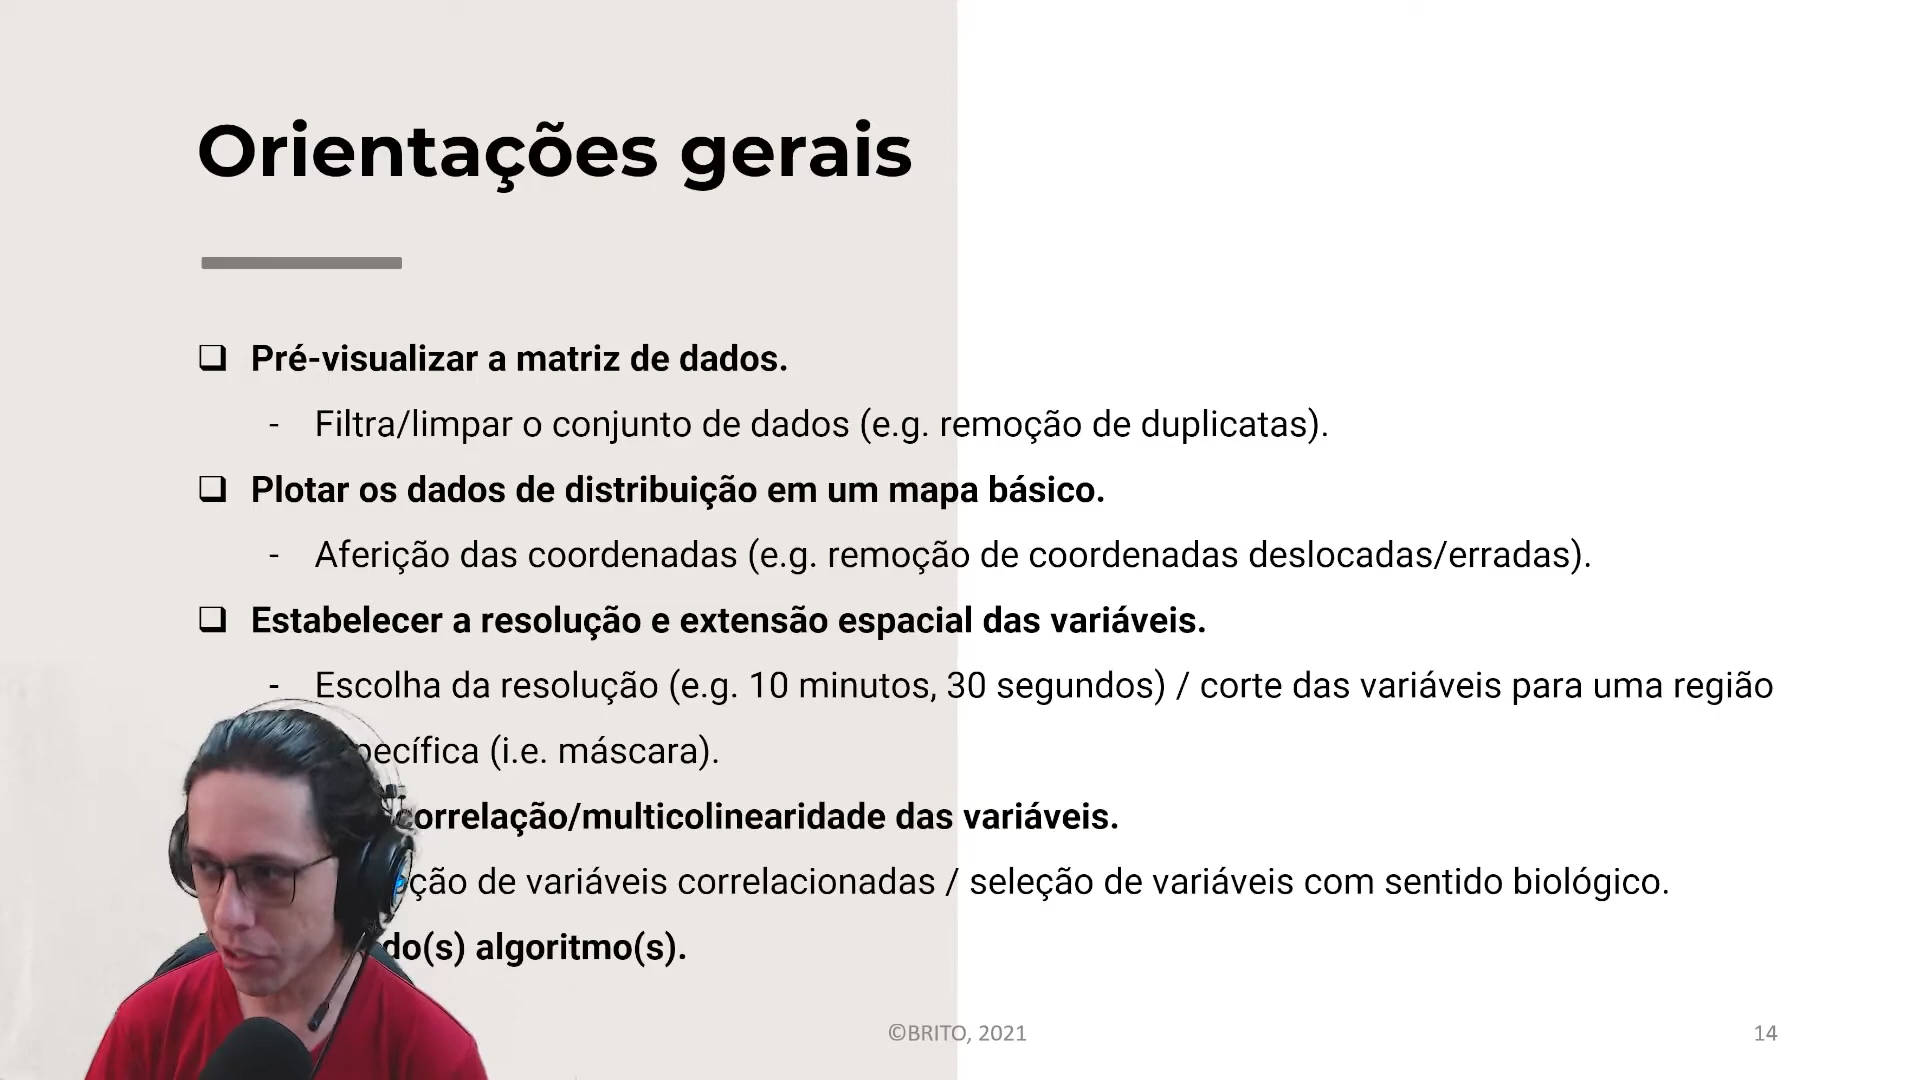 Orientações gerais
❑ Pré-visualizar a matriz de dados.
- Filtra/limpar o conjunto de dados (e.g. remoção de duplicatas).
❑ Plotar os dados de distribuição em um mapa básico.
- Aferição das coordenadas (e.g. remoção de coordenadas deslocadas/erradas).
❑ Estabelecer a resolução e extensão espacial das variáveis.
- Escolha da resolução (e.g. 10 minutos, 30 segundos) / corte das variáveis para uma região
(i.e. máscara).
correlação/multicolinearidade das variáveis.
de variáveis correlacionadas / seleção de variáveis com sentido biológico.
algoritmo(s).
©BRITO, 2021
14